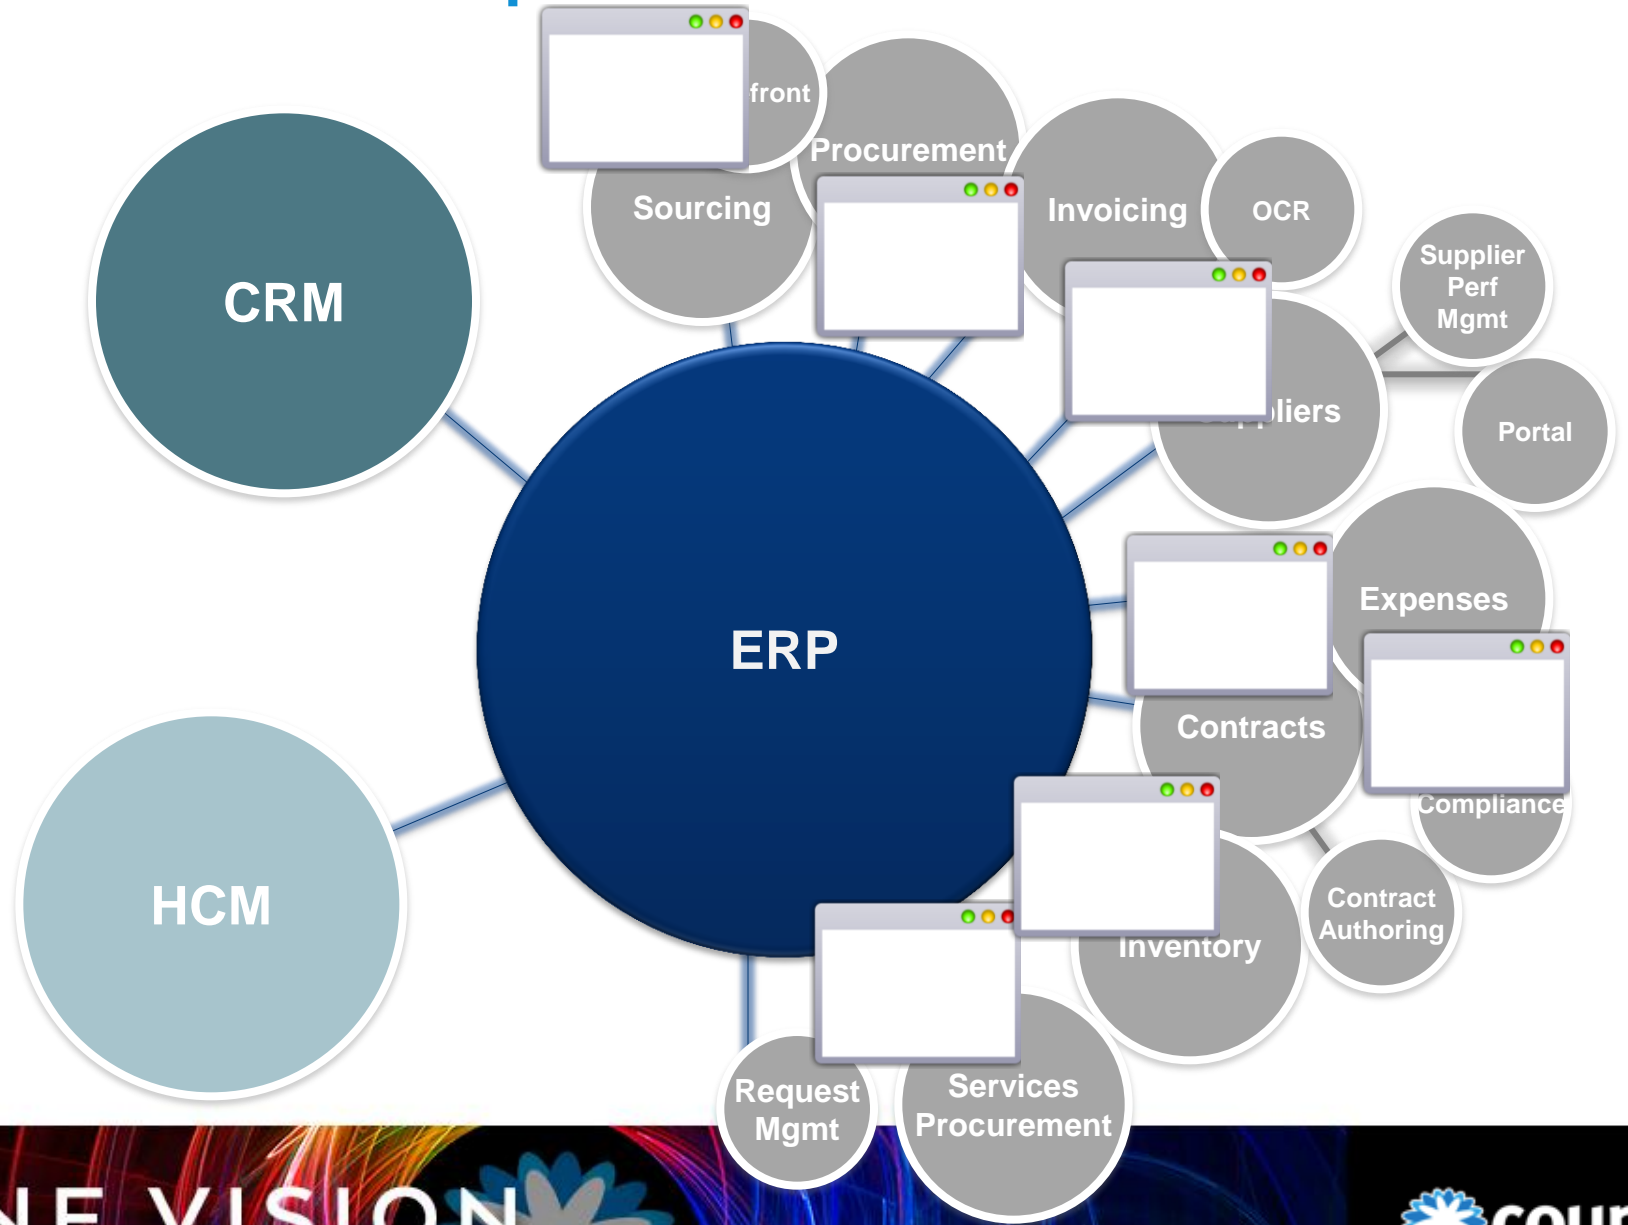 front
Procurement
Sourcing
Invoicing
OCR
Supplier
Perf
Mgmt
CRM
Portal
Expenses
ERP
Contracts
Compliance
HCM
Contract
Authoring
Inventory
Request
Mgmt
Services
Procurement
VISION